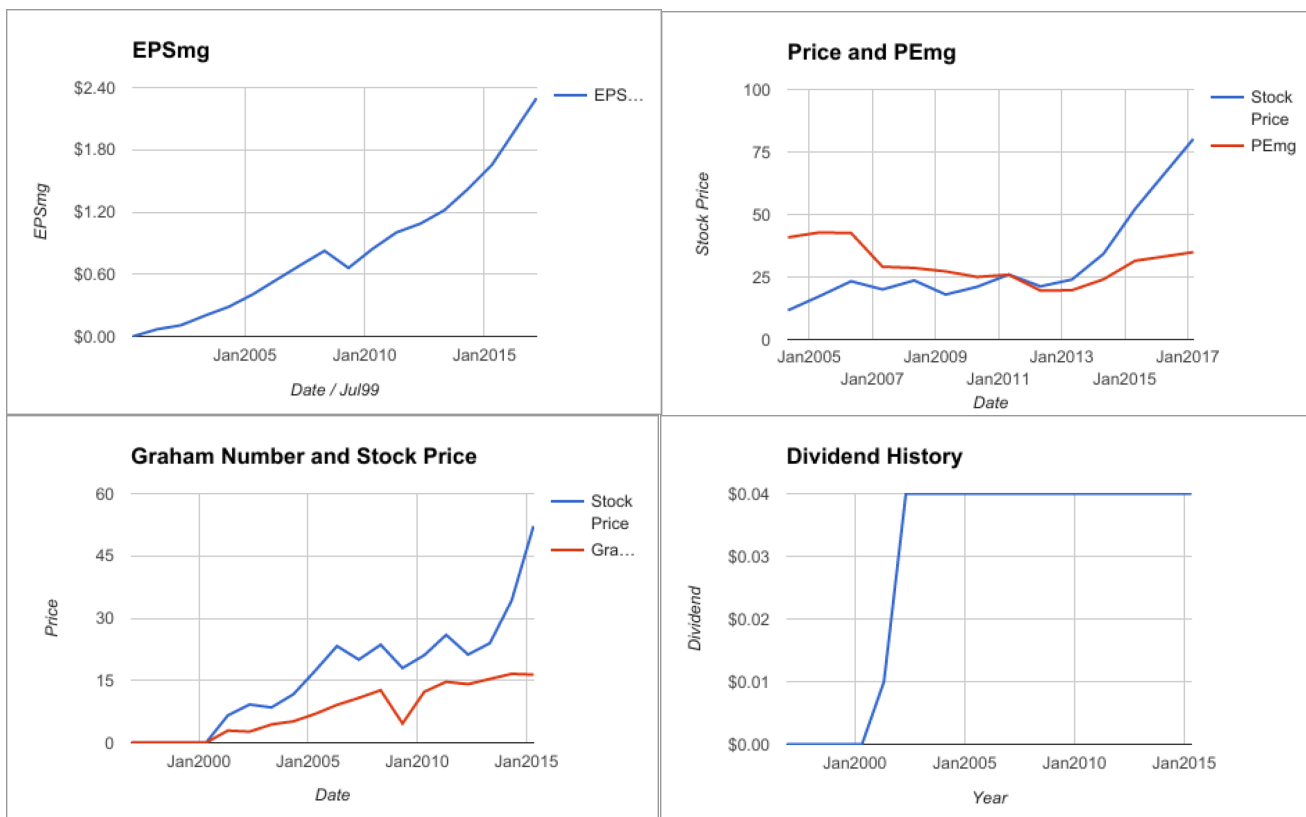 EPSmg
$2.40
$1.80
$1.20
$0.60
$0.00
EPSmg
Jan2005 Jan2010 Jan2015
Date / Jul99
EPS…
Price and PEmg
100
75
50
25
0
Stock Price
Jan2005 Jan2009 Jan2013 Jan2017
Jan2007 Jan2011 Jan2015
Date
Stock
Price
PEmg
Graham Number and Stock Price
60
45
30
15
0
Price
Jan2000 Jan2005 Jan2010 Jan2015
Date
Stock
Price
Gra…
Dividend History
$0.04
$0.03
$0.02
$0.01
$0.00
Dividend
Jan2000 Jan2005 Jan2010 Jan2015
Year